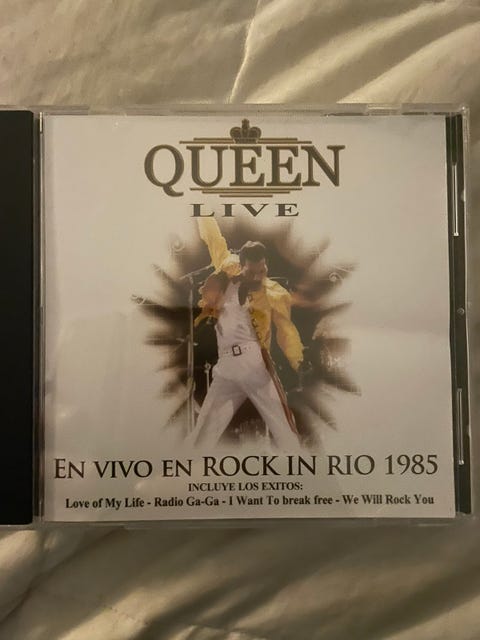 QUEEN
LIVE
EN VIVO EN ROCK IN RIO 1985
INCLUYE LOS EXITOS:
Love of My Life - Radio Ga-Ga - I Want To break free - We Will Rock You